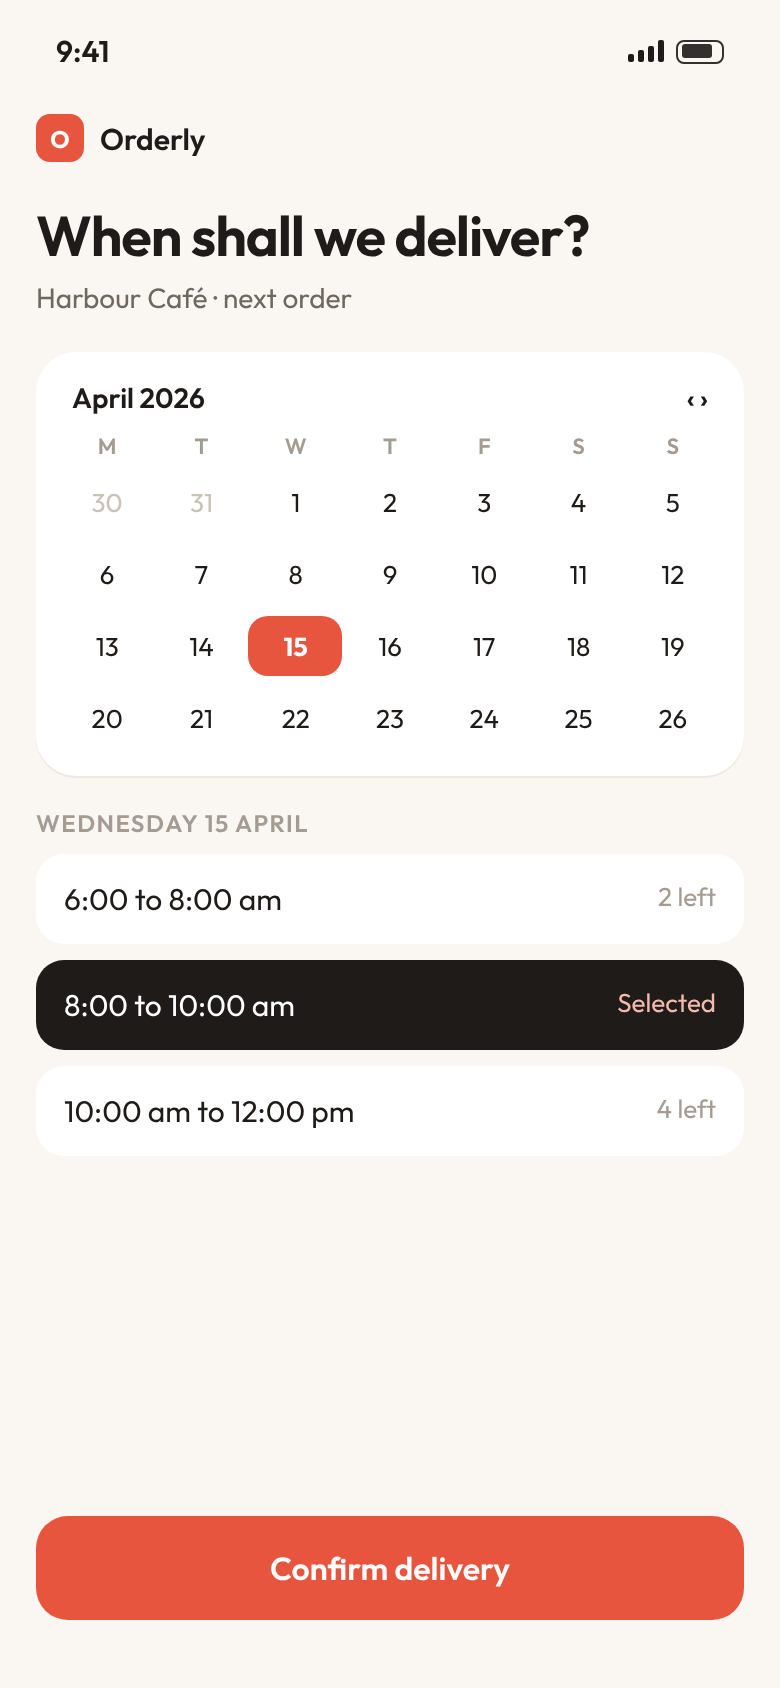 9:41
O Orderly
When shall we deliver?
Harbour Café · next order
April 2026 ‹ ›
M T W T F S S
30 31 1 2 3 4 5
6 7 8 9 10 11 12
13 14 15 16 17 18 19
20 21 22 23 24 25 26
WEDNESDAY 15 APRIL
6:00 to 8:00 am 2 left
8:00 to 10:00 am Selected
10:00 am to 12:00 pm 4 left
Confirm delivery